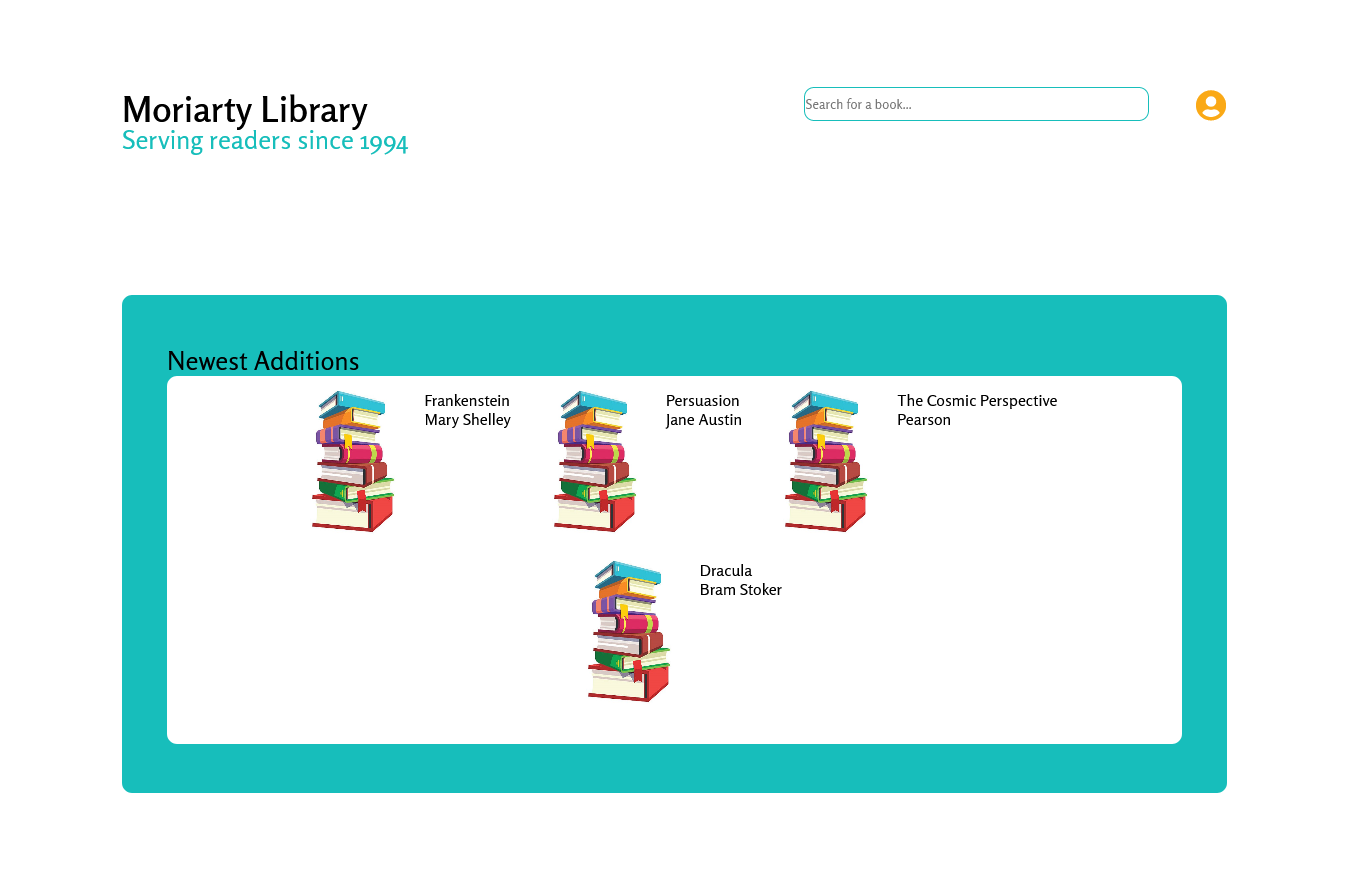 Moriarty Library
Serving readers since 1994
Search for a book...
Newest Additions
Frankenstein
Mary Shelley
Persuasion
Jane Austin
The Cosmic Perspective
Pearson
Dracula
Bram Stoker